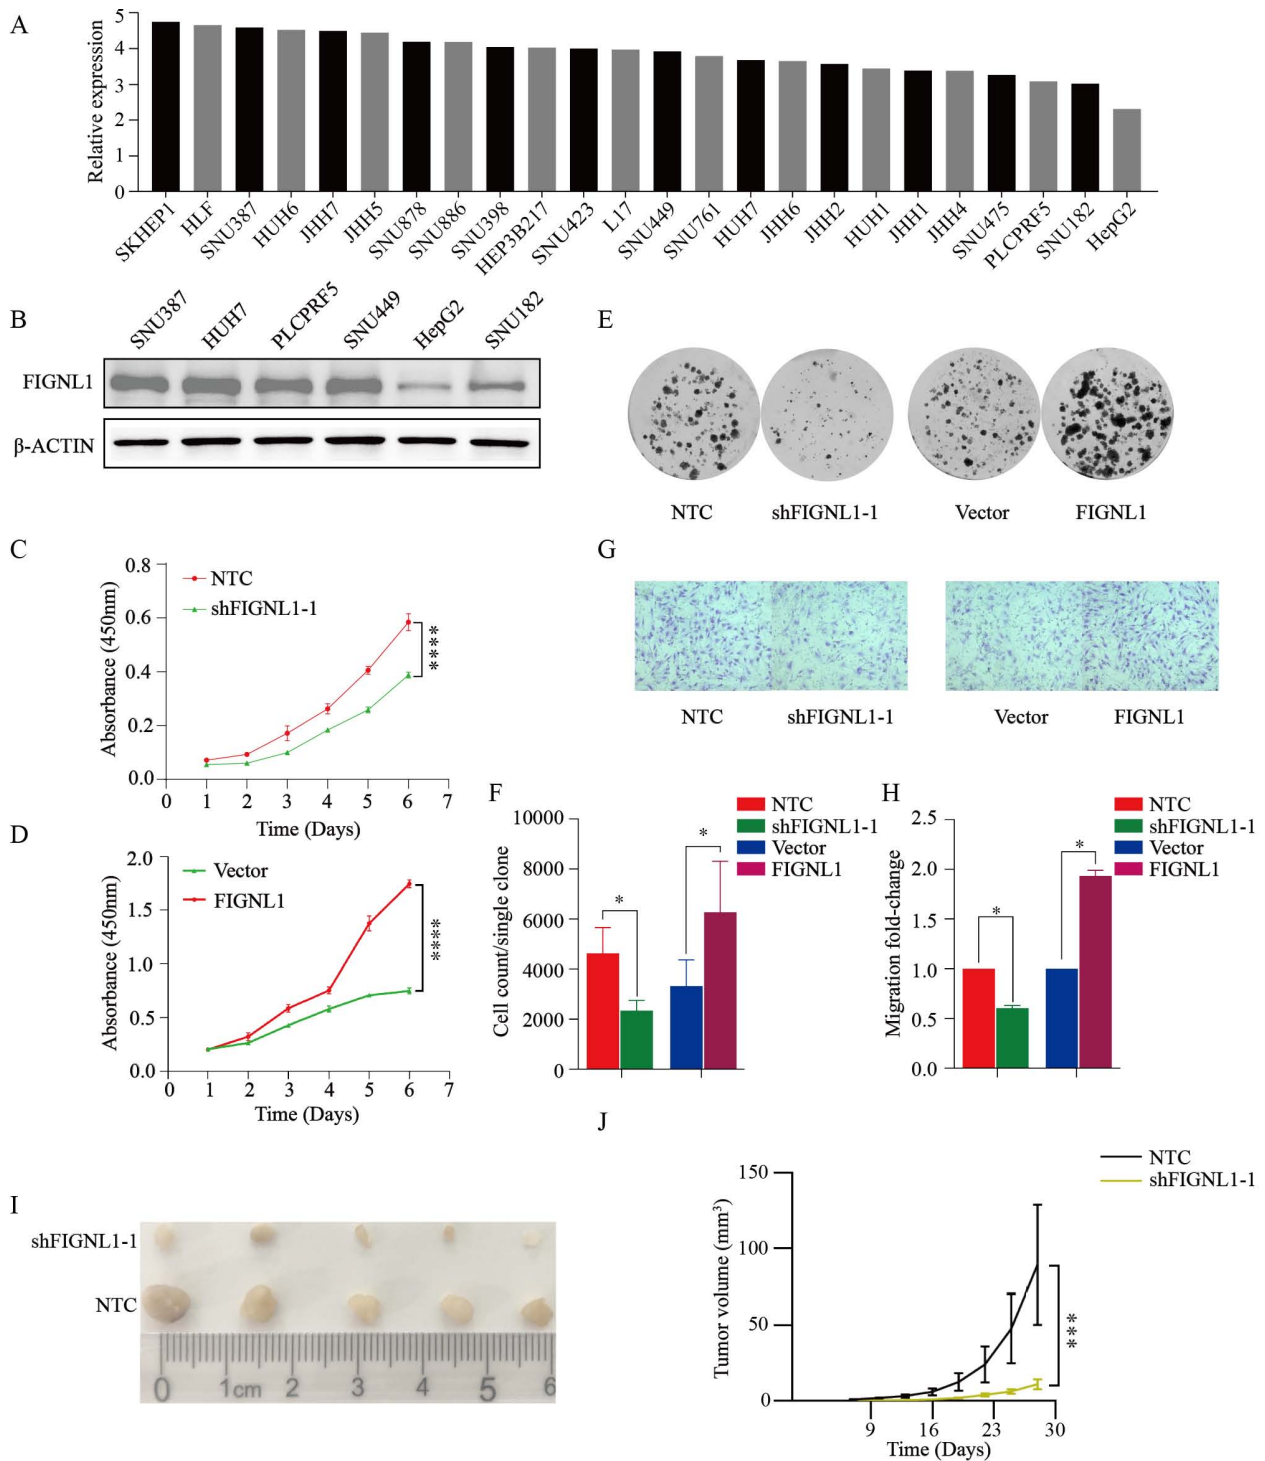 A
Relative expression
5
4
3
2
1
0
SKHEP1
HLF
SNU387
HUH6
JHH7
JHH5
SNU878
SNU886
SNU398
HEP3B217
SNU423
L17
SNU449
SNU761
HUH7
JHH6
JHH2
HUH1
JHH1
JHH4
SNU475
PLCPRF5
SNU182
HepG2
B
SNU387
HUH7
PLCPRF5
SNU449
HepG2
SNU182
FIGNL1
β-ACTIN
E
NTC
shFIGNL1-1
Vector
FIGNL1
C
Absorbance (450nm)
0.8
0.6
0.4
0.2
0.0
NTC
shFIGNL1-1
****
0 1 2 3 4 5 6 7
Time (Days)
G
NTC
shFIGNL1-1
Vector
FIGNL1
D
Absorbance (450nm)
2.0
1.5
1.0
0.5
0.0
Vector
FIGNL1
****
0 1 2 3 4 5 6 7
Time (Days)
F
Cell count/single clone
10000
8000
6000
4000
2000
0
*
*
NTC
shFIGNL1-1
Vector
FIGNL1
H
Migration fold-change
2.5
2.0
1.5
1.0
0.5
0.0
*
*
NTC
shFIGNL1-1
Vector
FIGNL1
I
shFIGNL1-1
NTC
0 1cm 2 3 4 5 6
J
Tumor volume (mm³)
150
100
50
0
NTC
shFIGNL1-1
***
9 16 23 30
Time (Days)